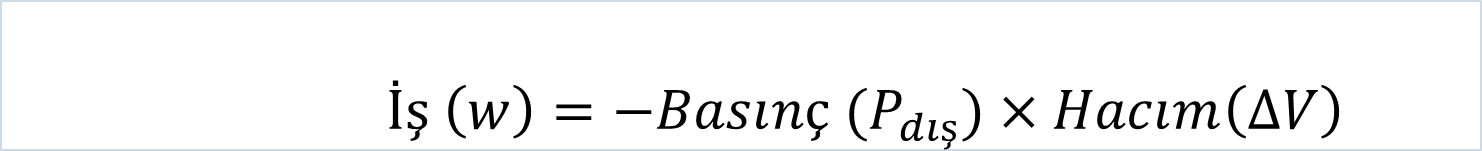 İş (w) = −Basınç (P_dış) × Hacım(ΔV)